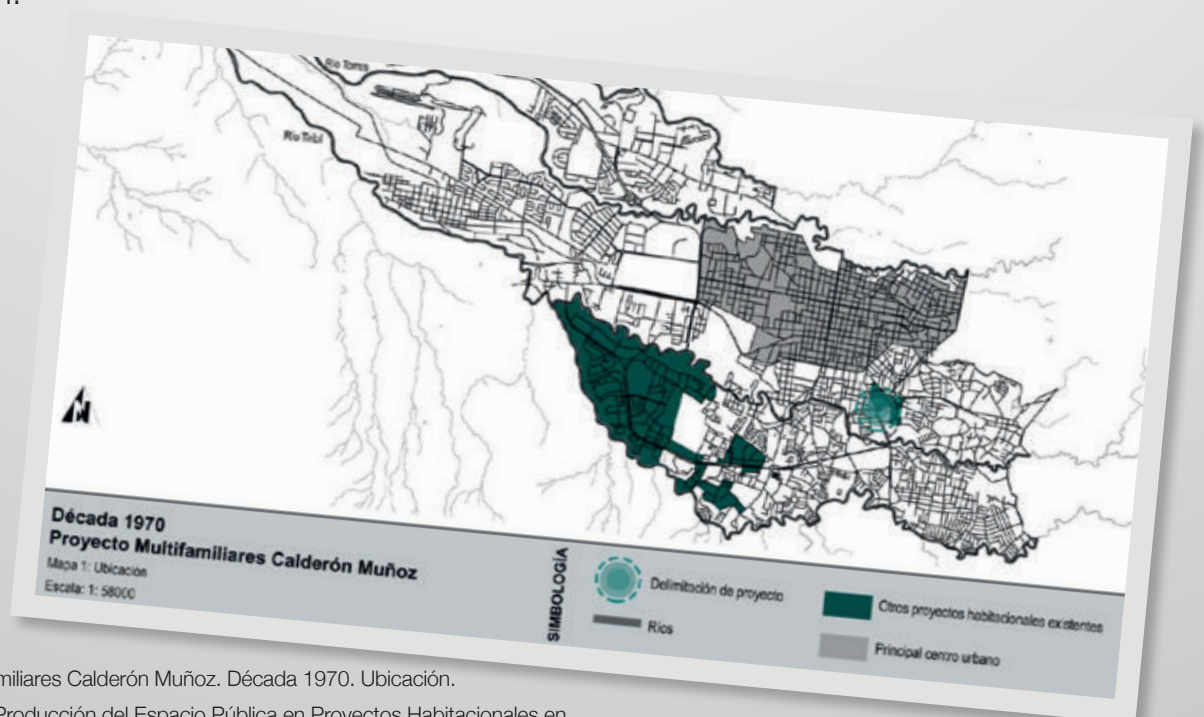 Río Torres
Río Tiribí
Década 1970
Proyecto Multifamiliares Calderón Muñoz
Mapa 1: Ubicación
Escala: 1: 58000
SIMBOLOGÍA
Delimitación de proyecto
Ríos
Otros proyectos habitacionales existentes
Principal centro urbano
miliares Calderón Muñoz. Década 1970. Ubicación.
Producción del Espacio Pública en Proyectos Habitacionales en